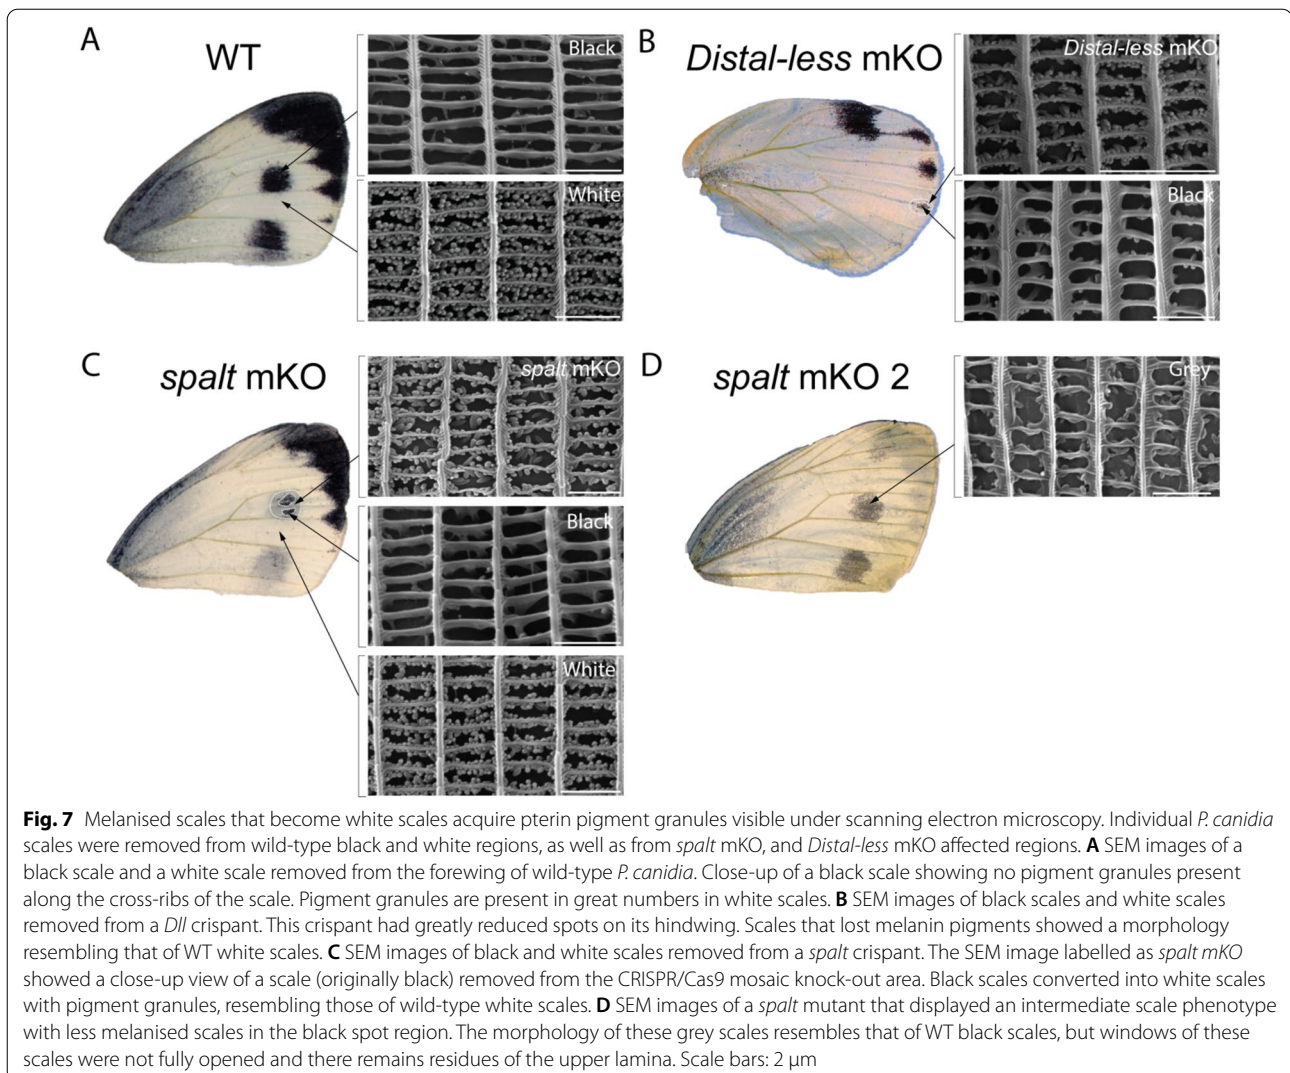 A
WT
Black
White
B
Distal-less mKO
Distal-less mKO
Black
C
spalt mKO
spalt mKO
Black
White
D
spalt mKO 2
Grey
Fig. 7 Melanised scales that become white scales acquire pterin pigment granules visible under scanning electron microscopy. Individual P. canidia
scales were removed from wild-type black and white regions, as well as from spalt mKO, and Distal-less mKO affected regions. A SEM images of a
black scale and a white scale removed from the forewing of wild-type P. canidia. Close-up of a black scale showing no pigment granules present
along the cross-ribs of the scale. Pigment granules are present in great numbers in white scales. B SEM images of black scales and white scales
removed from a Dll crispant. This crispant had greatly reduced spots on its hindwing. Scales that lost melanin pigments showed a morphology
resembling that of WT white scales. C SEM images of black and white scales removed from a spalt crispant. The SEM image labelled as spalt mKO
showed a close-up view of a scale (originally black) removed from the CRISPR/Cas9 mosaic knock-out area. Black scales converted into white scales
with pigment granules, resembling those of wild-type white scales. D SEM images of a spalt mutant that displayed an intermediate scale phenotype
with less melanised scales in the black spot region. The morphology of these grey scales resembles that of WT black scales, but windows of these
scales were not fully opened and there remains residues of the upper lamina. Scale bars: 2 μm